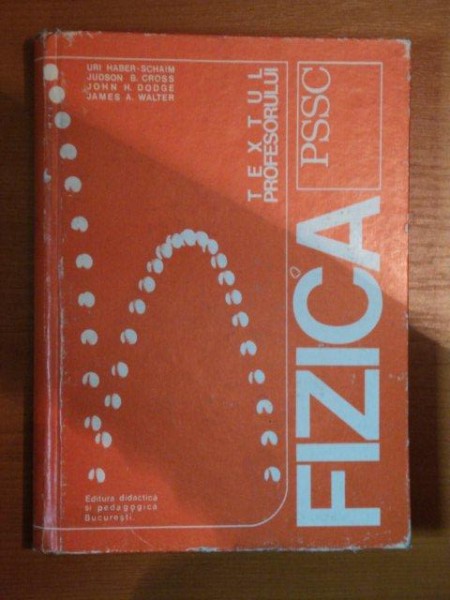 URI HABER-SCHAIM
JUDSON B. CROSS
JOHN H. DODGE
JAMES A. WALTER
TEXTUL
PROFESORULUI
PSSC
FIZICA
Editura didactică
și pedagogică
București.